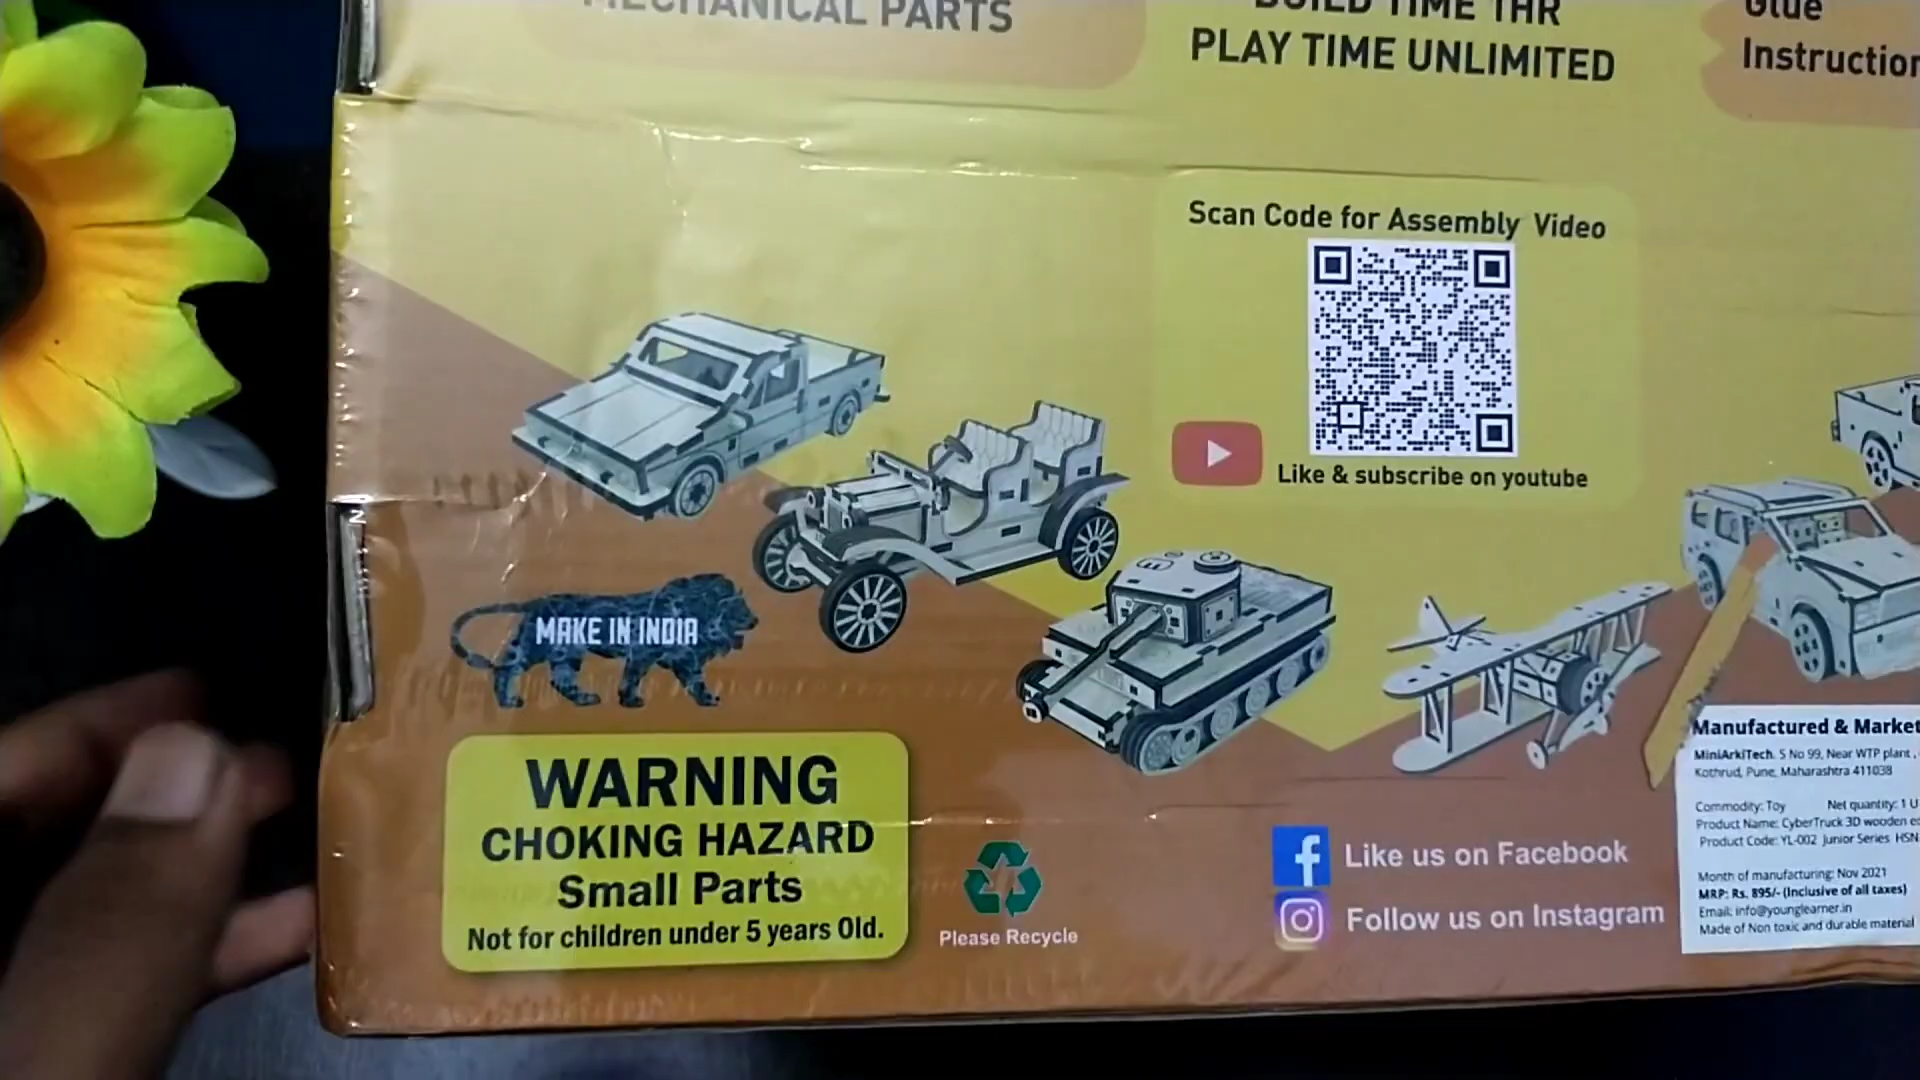 MECHANICAL PARTS
BUILD TIME 1HR
PLAY TIME UNLIMITED
Glue
Scan Code for Assembly Video
Like & subscribe on youtube
MAKE IN INDIA
WARNING
CHOKING HAZARD
Small Parts
Not for children under 5 years Old.
Please Recycle
Like us on Facebook
Follow us on Instagram
Manufactured &
MiniArkiTech. S No 99, Near WTP plant,
Kothrud, Pune, Maharashtra 411038
Commodity: Toy Net quantity: 1
Product Name: CyberTruck 3D wooden
Product Code: YL-002 Junior Series HSN
Month of manufacturing: Nov 2021
MRP: Rs. 895/- (Inclusive of all taxes)
Email: info@younglearner.in
Made of Non toxic and durable material